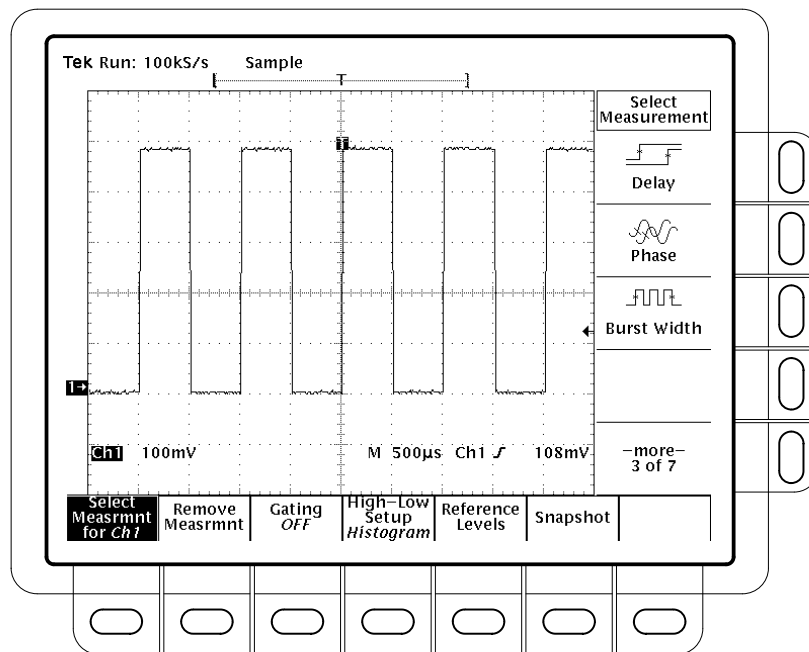 Tek Run: 100kS/s Sample
T
T
1→
Ch1 100mV M 500µs Ch1 108mV
Select
Measurement
Delay
Phase
Burst Width
–more–
3 of 7
Select
Measrmnt
for Ch1
Remove
Measrmnt
Gating
OFF
High–Low
Setup
Histogram
Reference
Levels
Snapshot